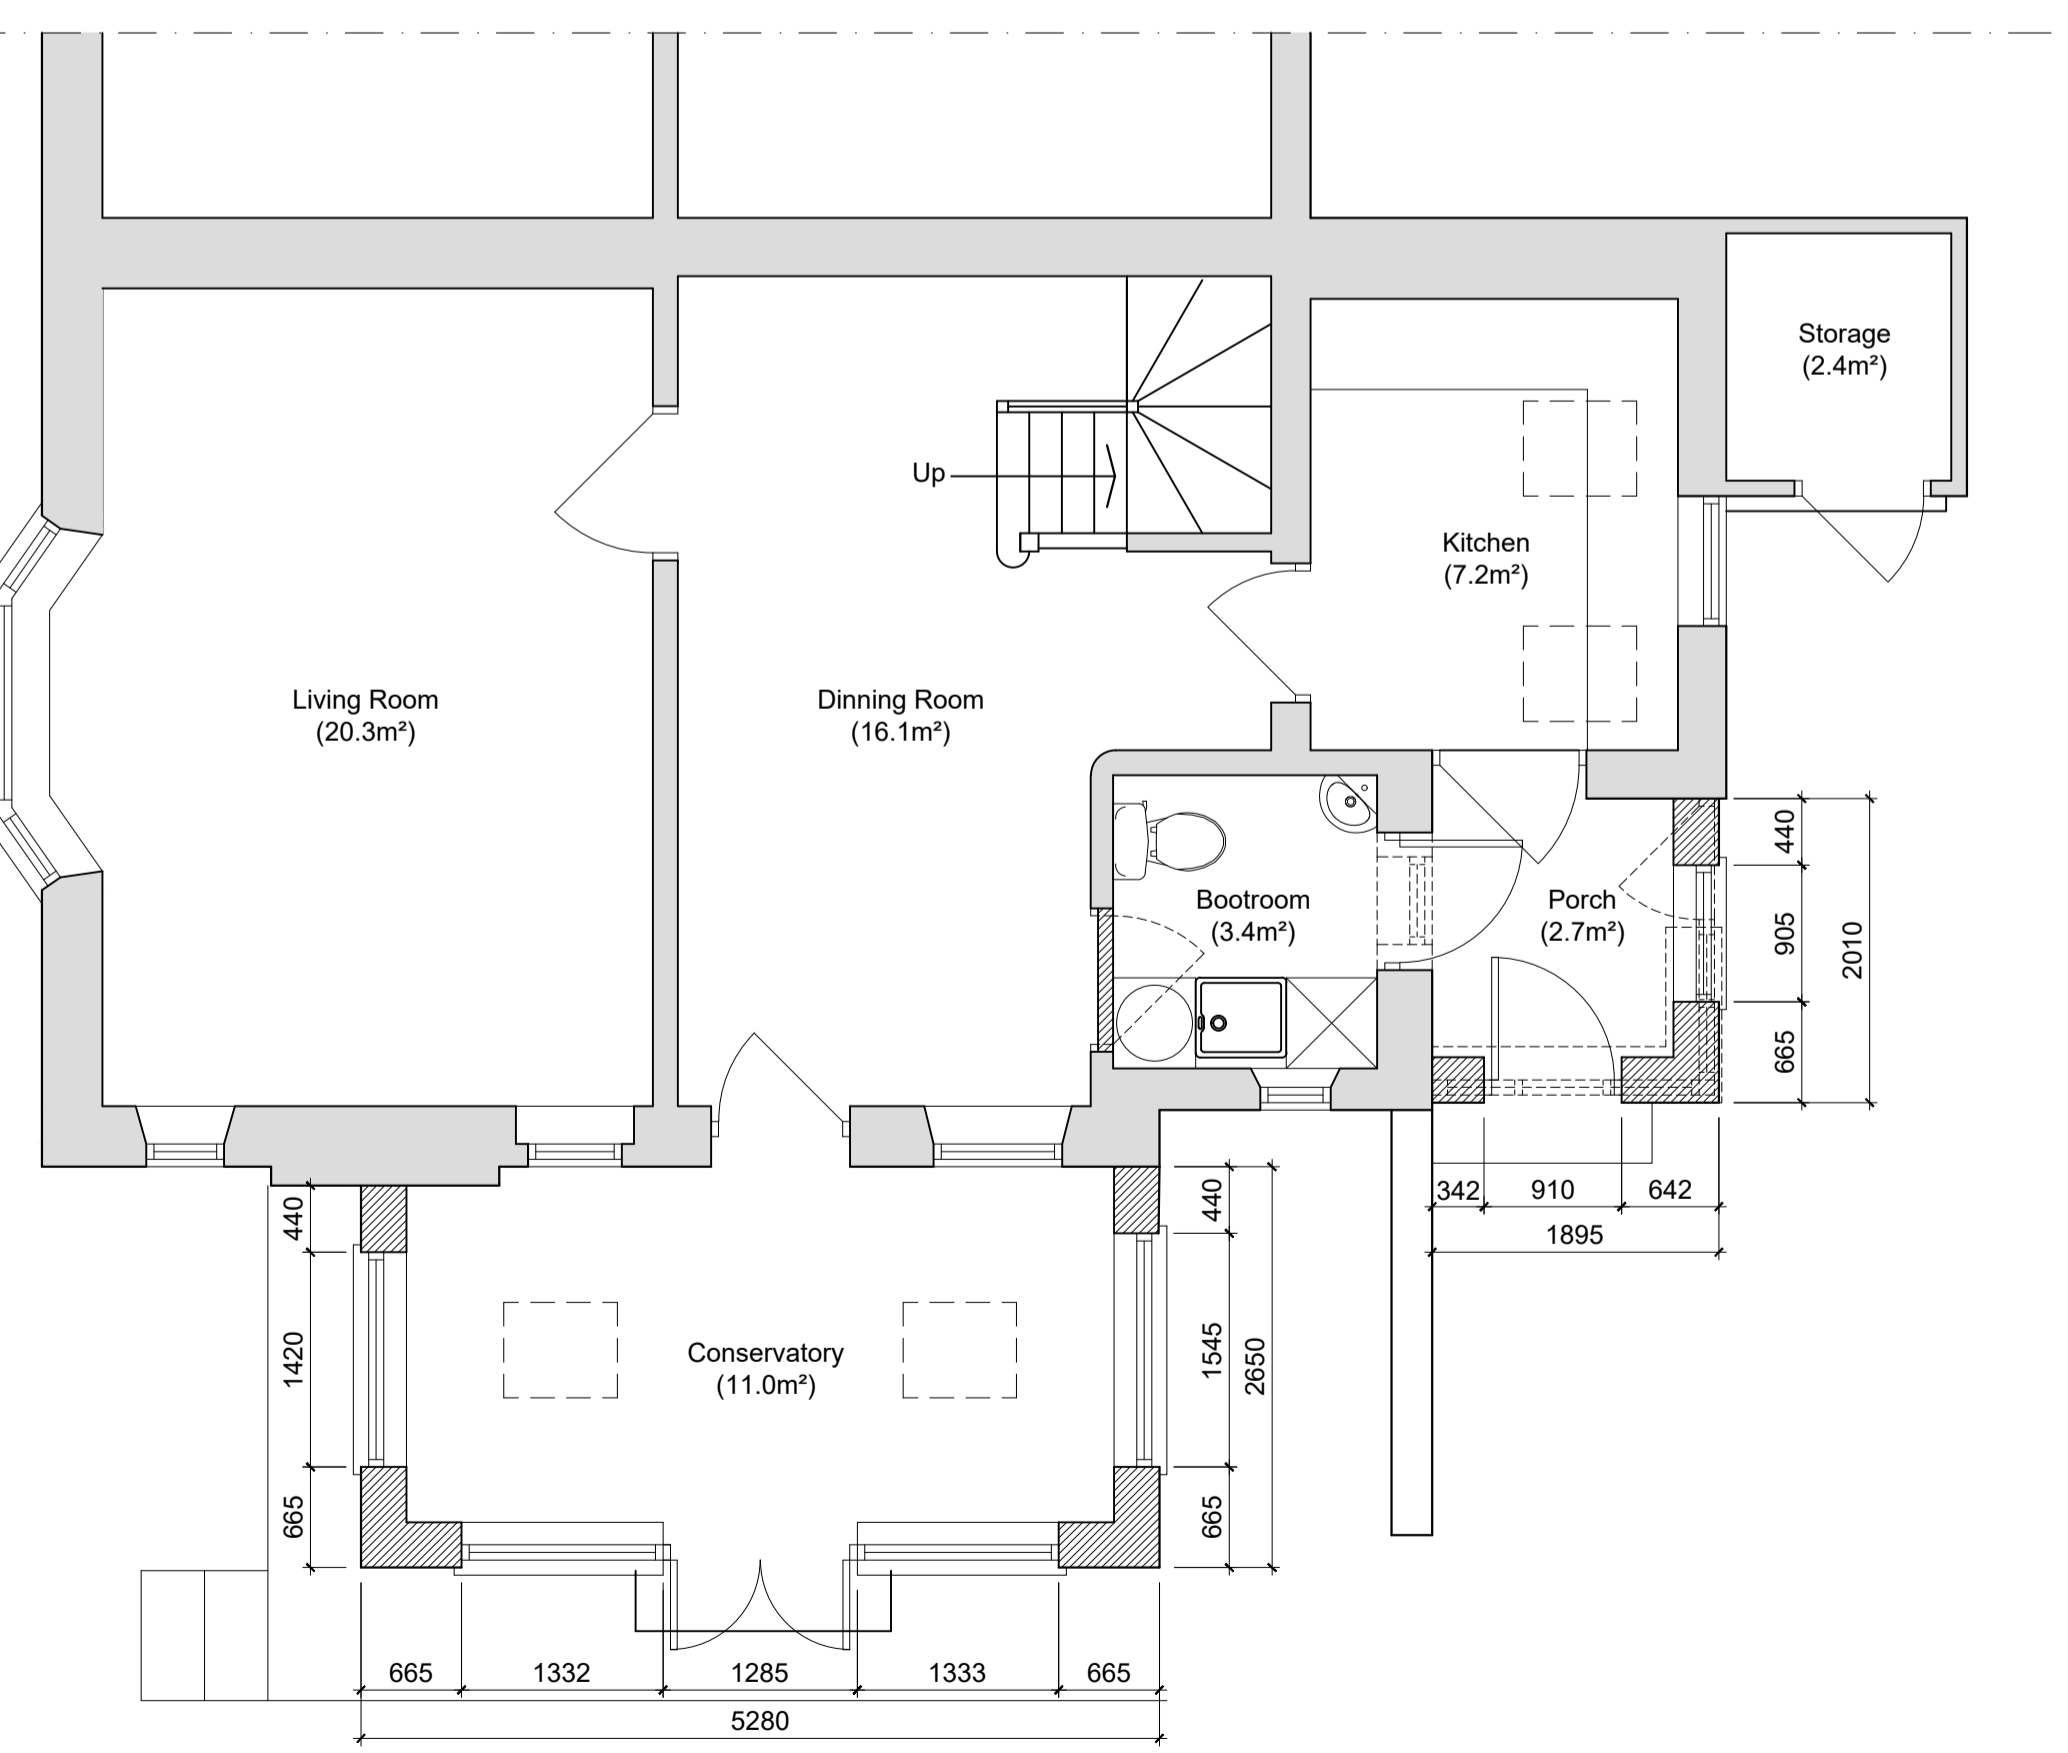 Storage
(2.4m²)
Up
Kitchen
(7.2m²)
Living Room
(20.3m²)
Dinning Room
(16.1m²)
Bootroom
(3.4m²)
Porch
(2.7m²)
440
905
665
2010
342
910
642
1895
440
1420
665
440
1545
665
2650
Conservatory
(11.0m²)
665
1332
1285
1333
665
5280